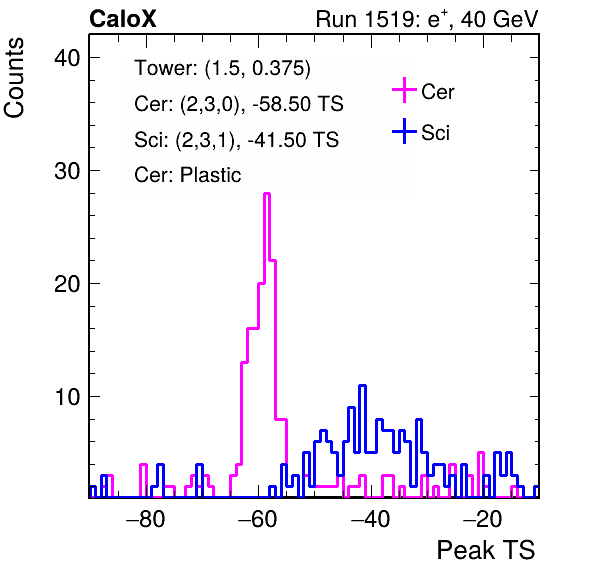 CaloX Run 1519: e⁺, 40 GeV
Counts
40
30
20
10
Tower: (1.5, 0.375)
Cer: (2,3,0), -58.50 TS
Sci: (2,3,1), -41.50 TS
Cer: Plastic
Cer
Sci
−80 −60 −40 −20
Peak TS